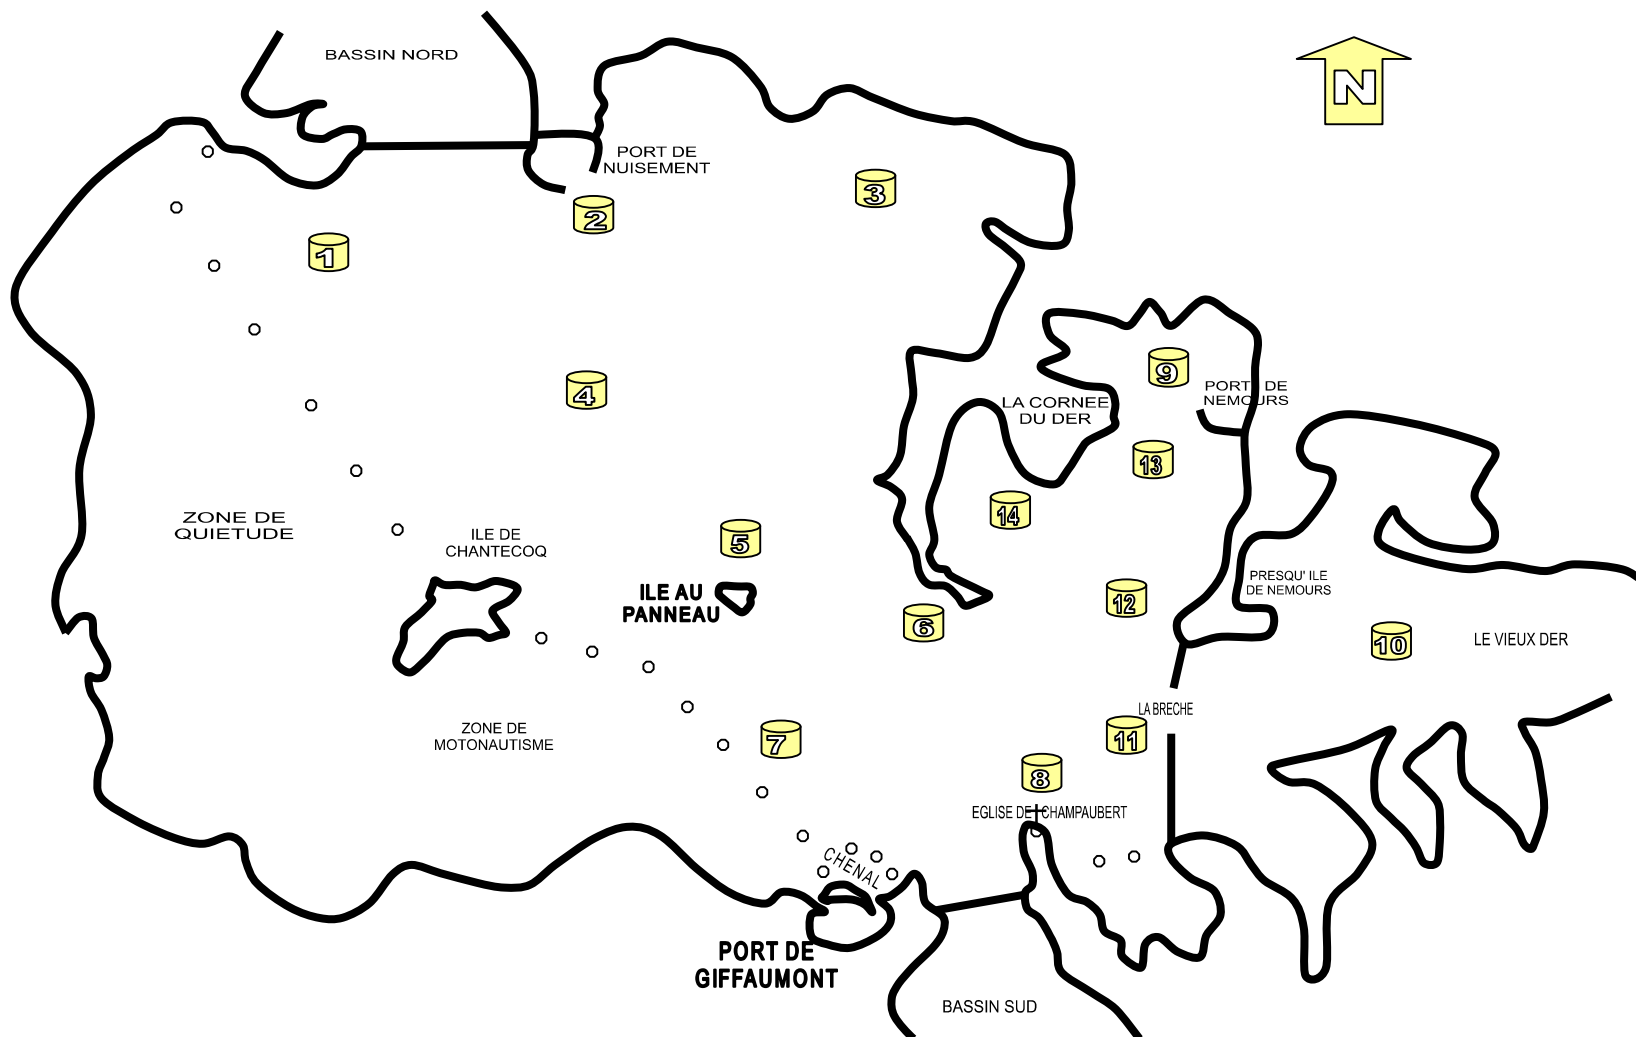 BASSIN NORD
N
PORT DE
NUISEMENT
3
2
1
9
4
PORT DE
NEMOURS
LA CORNEE
DU DER
13
14
ZONE DE
QUIETUDE
ILE DE
CHANTECOQ
5
PRESQU' ILE
DE NEMOURS
ILE AU
PANNEAU
12
6
10
LE VIEUX DER
LA BRECHE
ZONE DE
MOTONAUTISME
7
11
8
EGLISE DE CHAMPAUBERT
CHENAL
PORT DE
GIFFAUMONT
BASSIN SUD